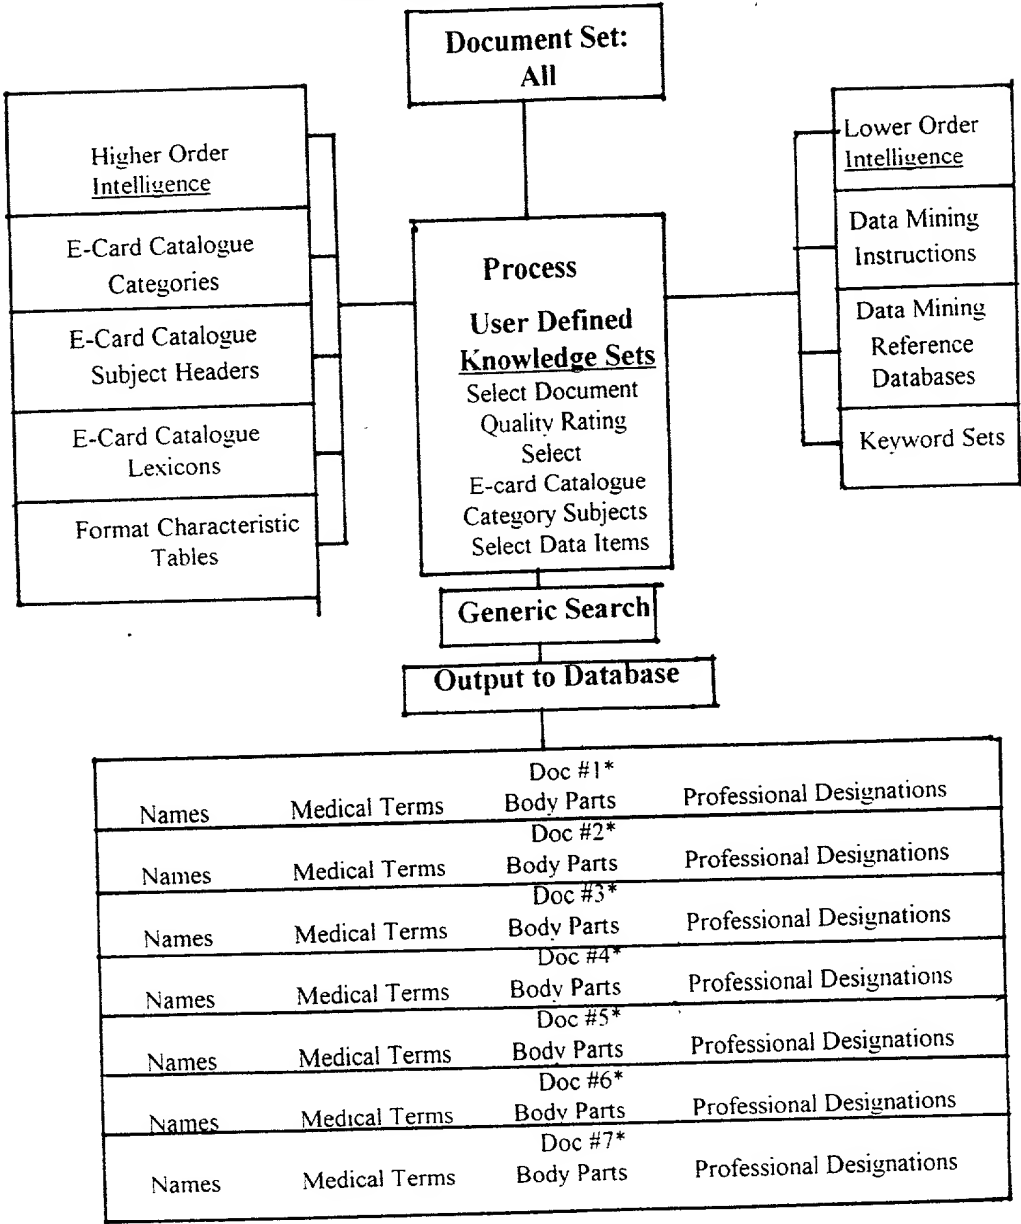 Document Set:
All
Higher Order
Intelligence
E-Card Catalogue
Categories
E-Card Catalogue
Subject Headers
E-Card Catalogue
Lexicons
Format Characteristic
Tables
Process
User Defined
Knowledge Sets
Select Document
Quality Rating
Select
E-card Catalogue
Category Subjects
Select Data Items
Lower Order
Intelligence
Data Mining
Instructions
Data Mining
Reference
Databases
Keyword Sets
Generic Search
Output to Database
Doc #1*
Names Medical Terms Body Parts Professional Designations
Doc #2*
Names Medical Terms Body Parts Professional Designations
Doc #3*
Names Medical Terms Body Parts Professional Designations
Doc #4*
Names Medical Terms Body Parts Professional Designations
Doc #5*
Names Medical Terms Body Parts Professional Designations
Doc #6*
Names Medical Terms Body Parts Professional Designations
Doc #7*
Names Medical Terms Body Parts Professional Designations